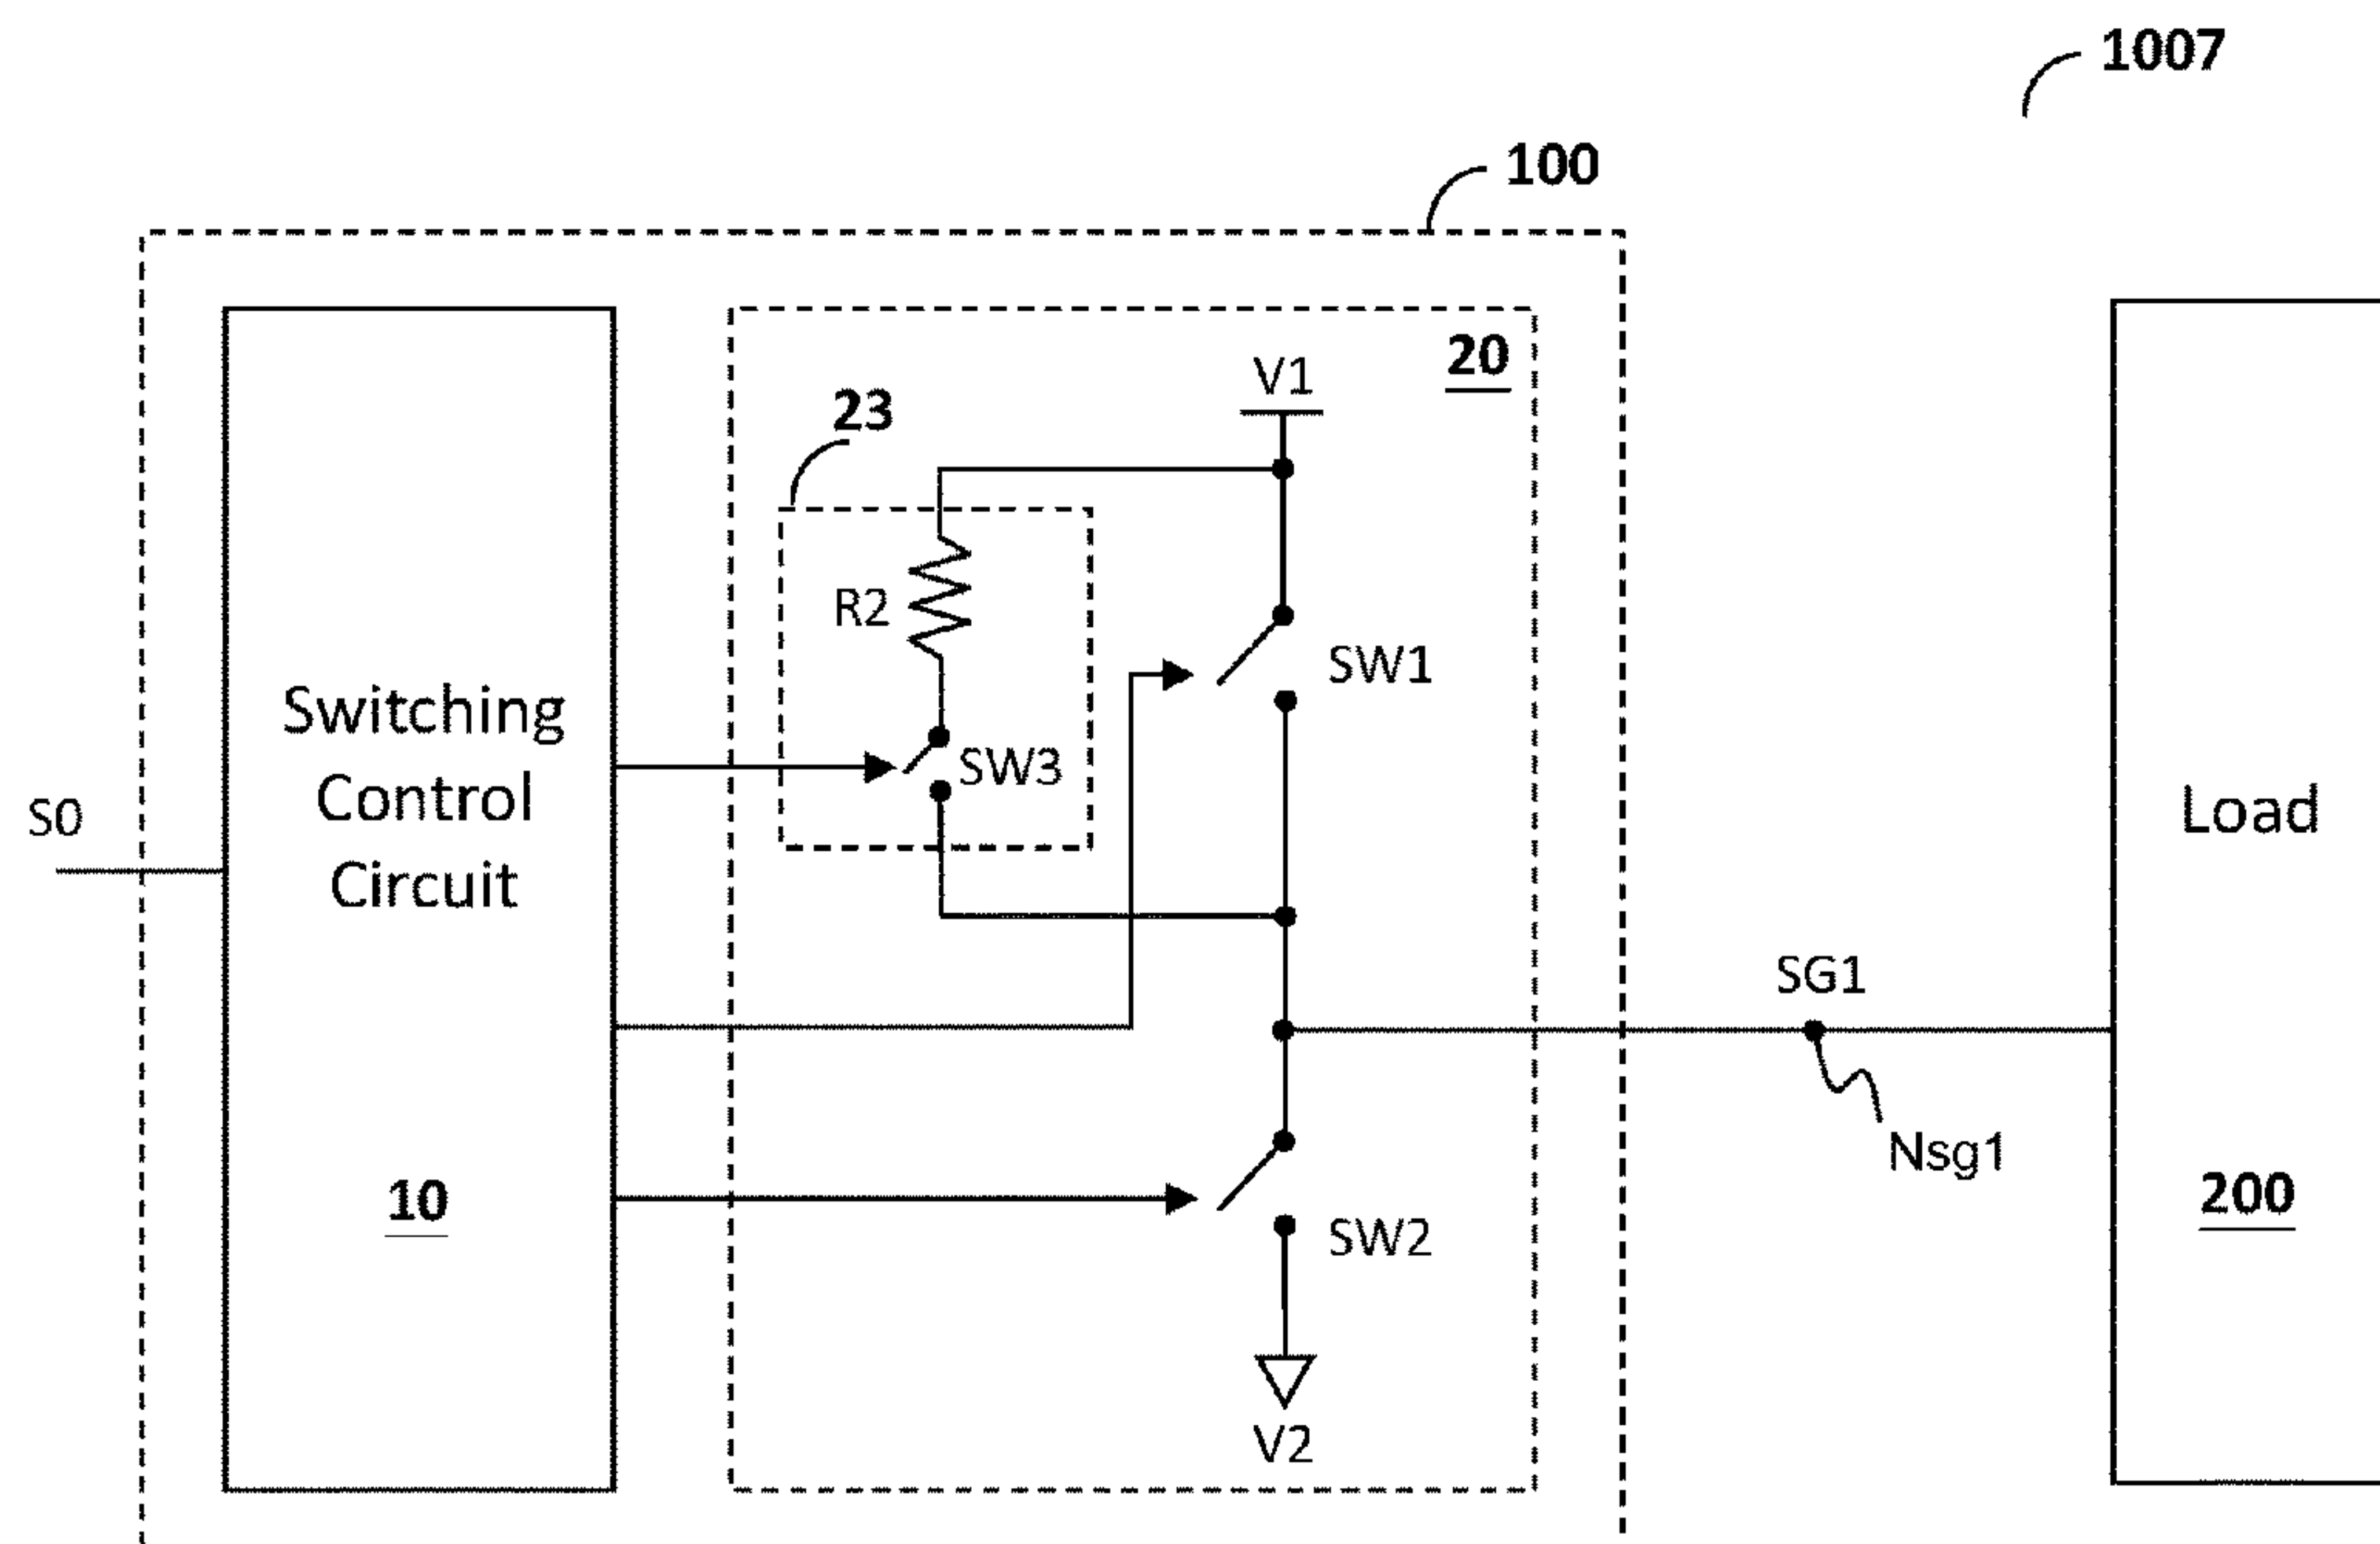 1007
100
20
V1
23
R2
SW1
Switching
Control
Circuit
SW3
S0
Load
SG1
Nsg1
10
200
SW2
V2